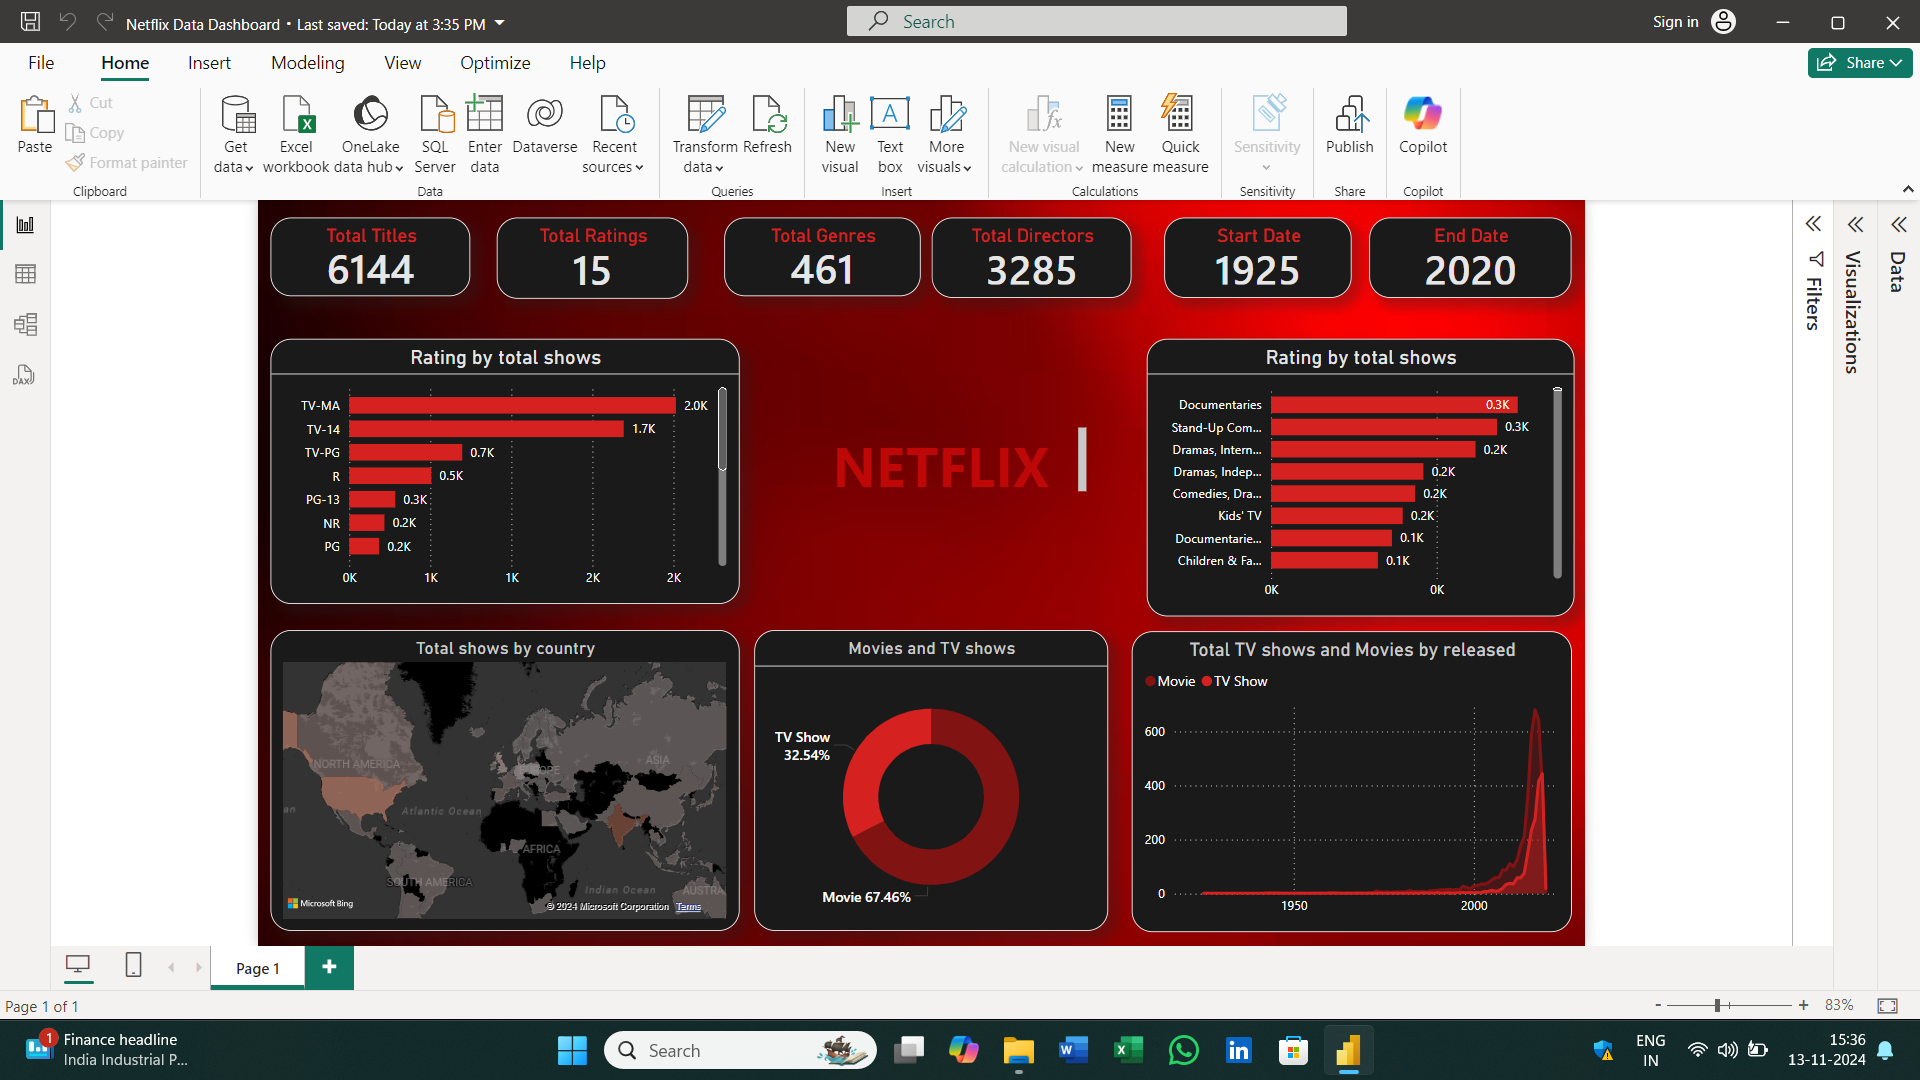 Netflix Data Dashboard • Last saved: Today at 3:35 PM
Search
Sign in
File
Home
Insert
Modeling
View
Optimize
Help
Share
Paste
Cut
Copy
Format painter
Clipboard
Get data
Excel workbook
OneLake data hub
SQL Server
Enter data
Dataverse
Recent sources
Data
Transform data
Refresh
Queries
New visual
Text box
More visuals
Insert
New visual calculation
New measure
Quick measure
Calculations
Sensitivity
Sensitivity
Publish
Share
Copilot
Copilot
Total Titles
6144
Total Ratings
15
Total Genres
461
Total Directors
3285
Start Date
1925
End Date
2020
Filters
Visualizations
Data
Rating by total shows
TV-MA 2.0K
TV-14 1.7K
TV-PG 0.7K
R 0.5K
PG-13 0.3K
NR 0.2K
PG 0.2K
0K 1K 1K 2K 2K
NETFLIX
Rating by total shows
Documentaries 0.3K
Stand-Up Com... 0.3K
Dramas, Intern... 0.2K
Dramas, Indep... 0.2K
Comedies, Dra... 0.2K
Kids' TV 0.2K
Documentarie... 0.1K
Children & Fa... 0.1K
0K 0K
Total shows by country
NORTH AMERICA
EUROPE
ASIA
an
Atlantic Ocean
AFRICA
SOUTH AMERICA
Indian Ocean
AUSTRA
Microsoft Bing
© 2024 Microsoft Corporation Terms
Movies and TV shows
TV Show
32.54%
Movie 67.46%
Total TV shows and Movies by released
Movie TV Show
600
400
200
0
1950 2000
Page 1
+
Page 1 of 1
- + 83%
1
Finance headline
India Industrial P...
Search
ENG
IN
15:36
13-11-2024
DAX